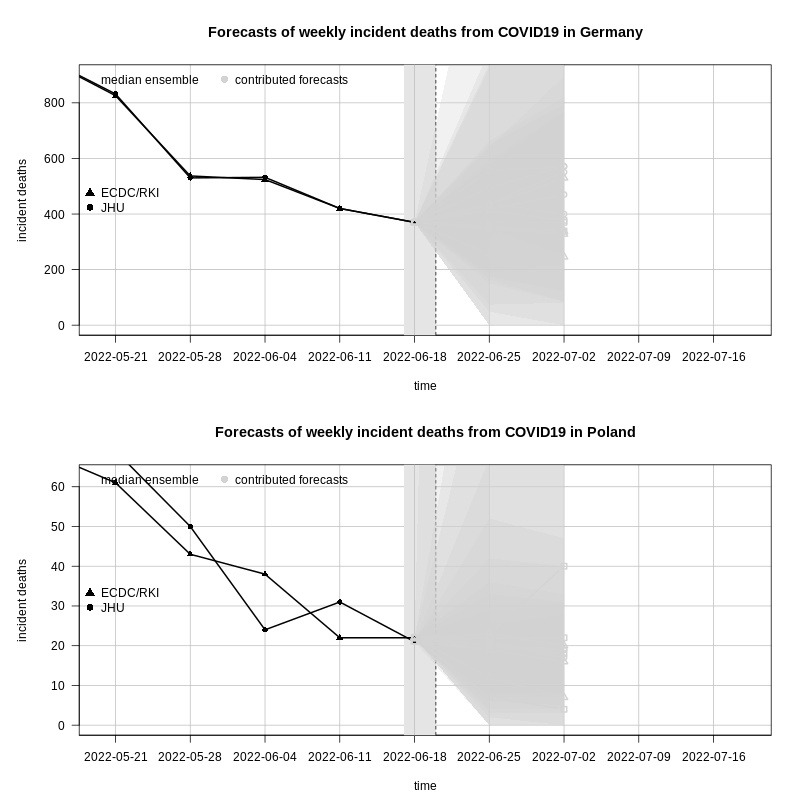 Forecasts of weekly incident deaths from COVID19 in Germany
median ensemble contributed forecasts
800
600
400
200
0
ECDC/RKI
JHU
incident deaths
2022-05-21 2022-05-28 2022-06-04 2022-06-11 2022-06-18 2022-06-25 2022-07-02 2022-07-09 2022-07-16
time
Forecasts of weekly incident deaths from COVID19 in Poland
median ensemble contributed forecasts
60
50
40
30
20
10
0
ECDC/RKI
JHU
incident deaths
2022-05-21 2022-05-28 2022-06-04 2022-06-11 2022-06-18 2022-06-25 2022-07-02 2022-07-09 2022-07-16
time